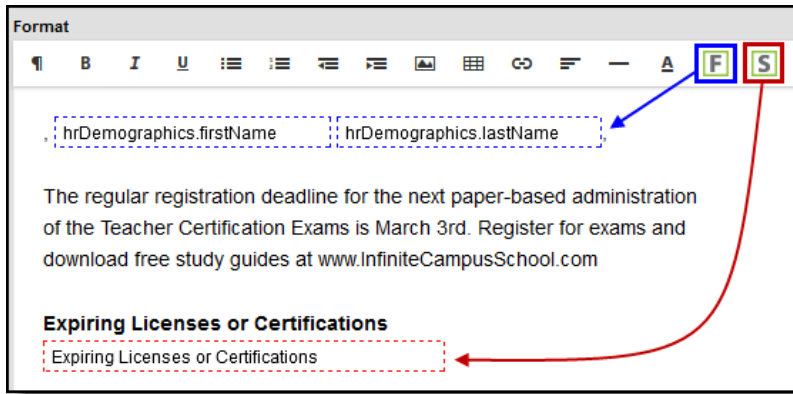 Format
¶ B I U A F S
, hrDemographics.firstName hrDemographics.lastName ,
The regular registration deadline for the next paper-based administration
of the Teacher Certification Exams is March 3rd. Register for exams and
download free study guides at www.InfiniteCampusSchool.com
Expiring Licenses or Certifications
Expiring Licenses or Certifications